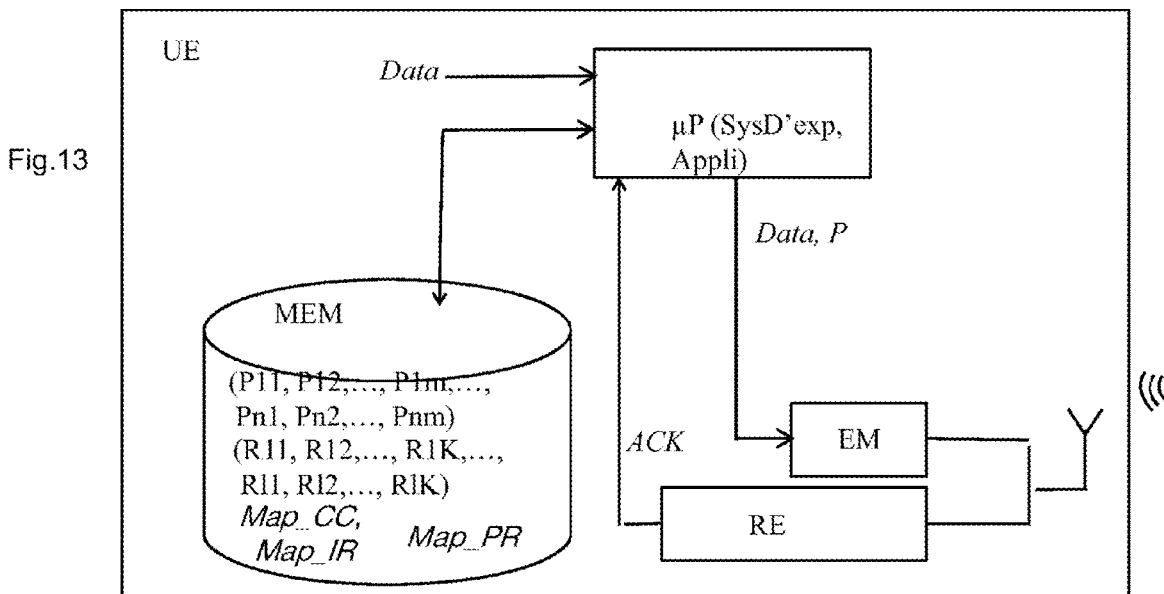 UE
Data
µP (SysD'exp,
Appli)
Fig.13
Data, P
MEM
(P11, P12,..., P1m,...,
Pn1, Pn2,..., Pnm)
(R11, R12,..., R1K,...,
Rl1, Rl2,..., RlK)
Map_CC,
Map_IR
Map_PR
ACK
EM
RE